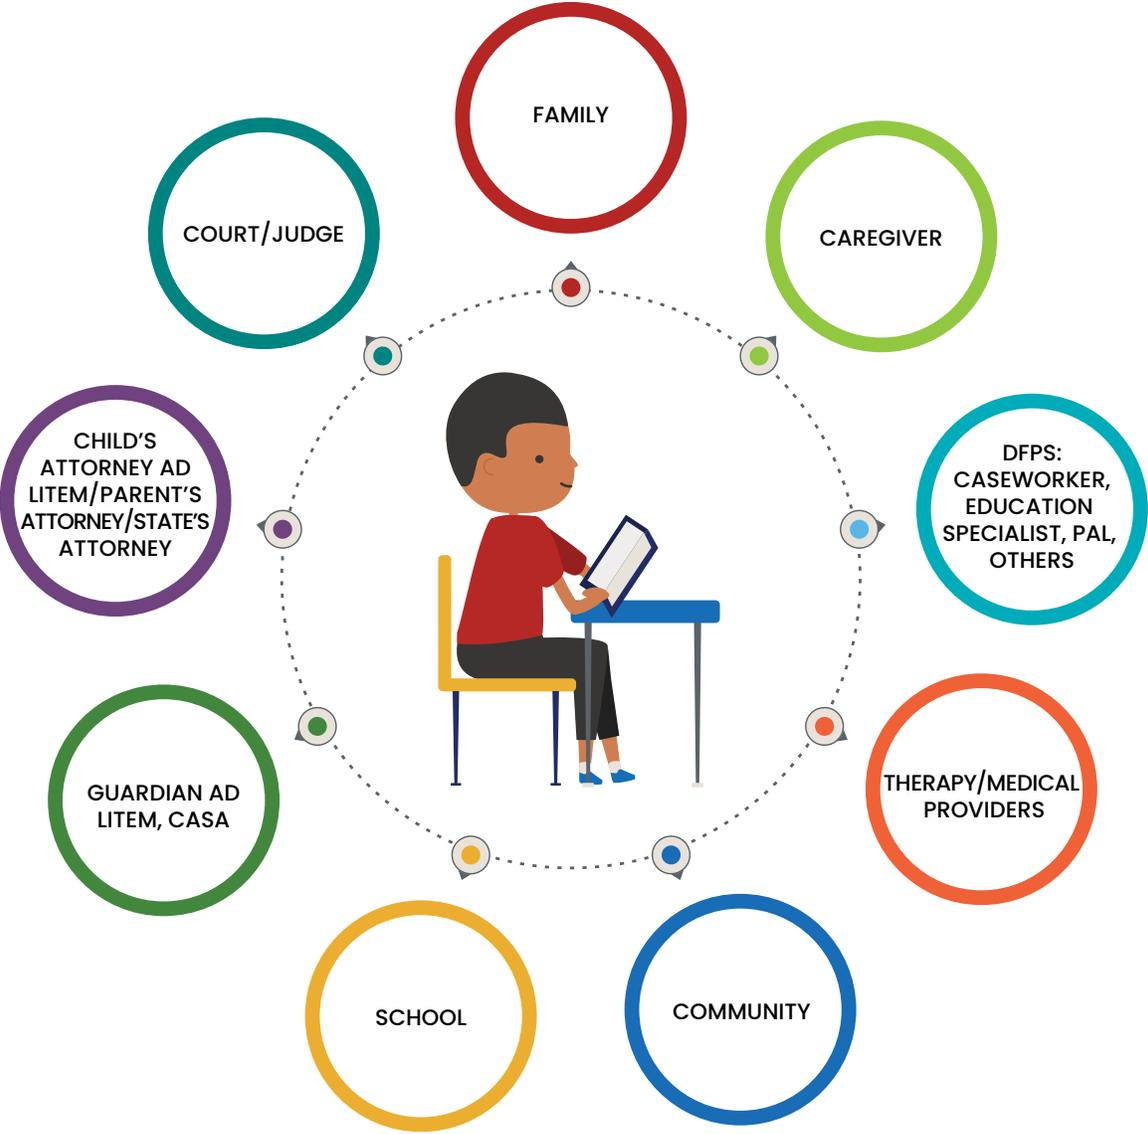 FAMILY
COURT/JUDGE
CAREGIVER
CHILD’S
ATTORNEY AD
LITEM/PARENT’S
ATTORNEY/STATE’S
ATTORNEY
DFPS:
CASEWORKER,
EDUCATION
SPECIALIST, PAL,
OTHERS
GUARDIAN AD
LITEM, CASA
THERAPY/MEDICAL
PROVIDERS
SCHOOL
COMMUNITY